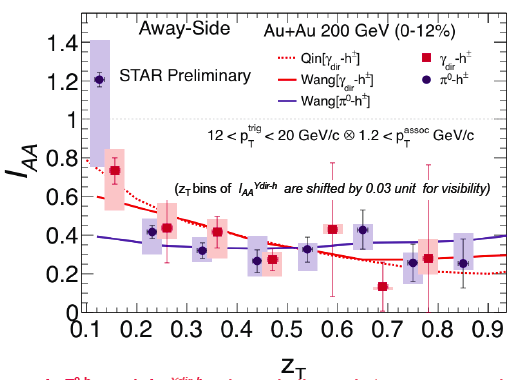 Away-Side
Au+Au 200 GeV (0-12%)
STAR Preliminary
Qin[γdir-h±]
Wang[γdir-h±]
Wang[π0-h±]
γdir-h±
π0-h±
12 < pTtrig < 20 GeV/c ⊗ 1.2 < pTassoc GeV/c
(zT bins of IAAγdir-h are shifted by 0.03 unit for visibility)
IAA
1.4
1.2
1
0.8
0.6
0.4
0.2
0
0.1 0.2 0.3 0.4 0.5 0.6 0.7 0.8 0.9
zT